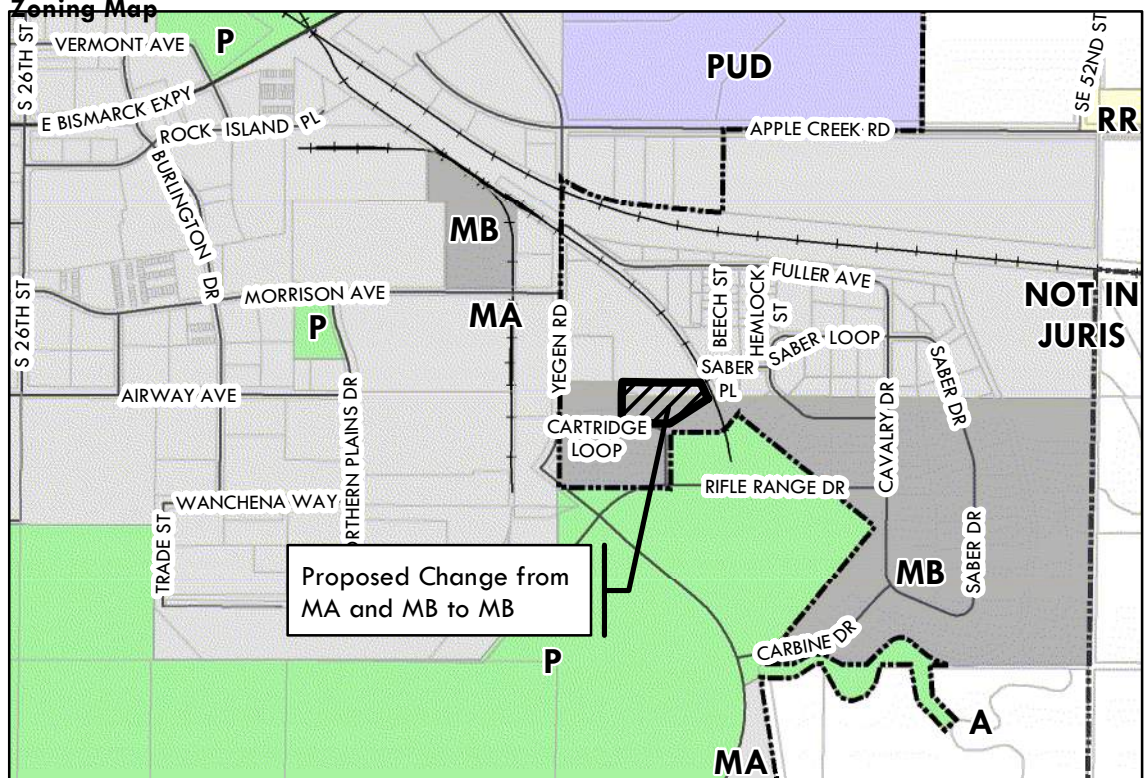 Zoning Map
S 26TH ST
VERMONT AVE
P
PUD
SE 52ND ST
RR
E BISMARCK EXPY
ROCK ISLAND PL
APPLE CREEK RD
BURLINGTON DR
MB
FULLER AVE
BEECH ST
HEMLOCK ST
NOT IN
JURIS
S 26TH ST
MORRISON AVE
MA
P
YEGEN RD
SABER LOOP
SABER DR
SABER
PL
AIRWAY AVE
CARTRIDGE
LOOP
CAVALRY DR
RIFLE RANGE DR
WANCHENA WAY
ORTHERN PLAINS DR
TRADE ST
SABER DR
MB
Proposed Change from
MA and MB to MB
CARBINE DR
P
A
MA